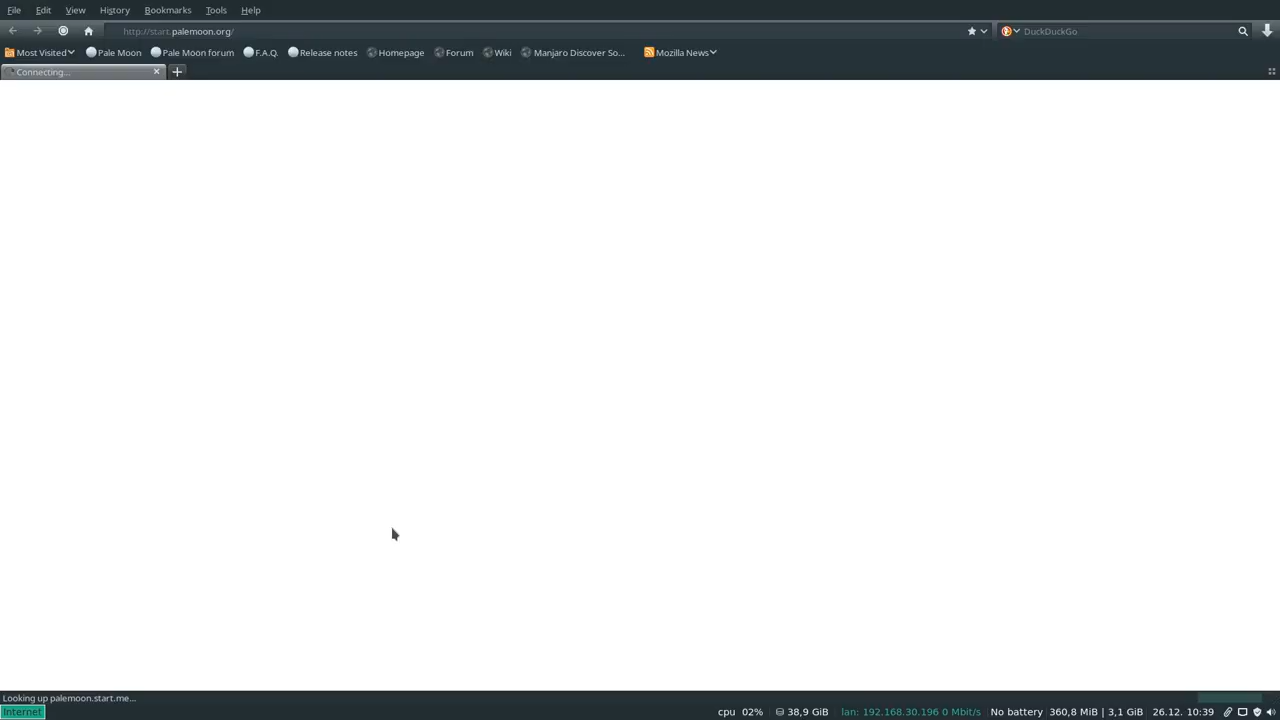 File Edit View History Bookmarks Tools Help
http://start.palemoon.org/ DuckDuckGo
Most Visited Pale Moon Pale Moon forum F.A.Q. Release notes Homepage Forum Wiki Manjaro Discover So... Mozilla News
Connecting...
Looking up palemoon.start.me...
Internet cpu 02% 38,9 GiB lan: 192.168.30.196 0 Mbit/s No battery 360,8 MiB | 3,1 GiB 26.12. 10:39